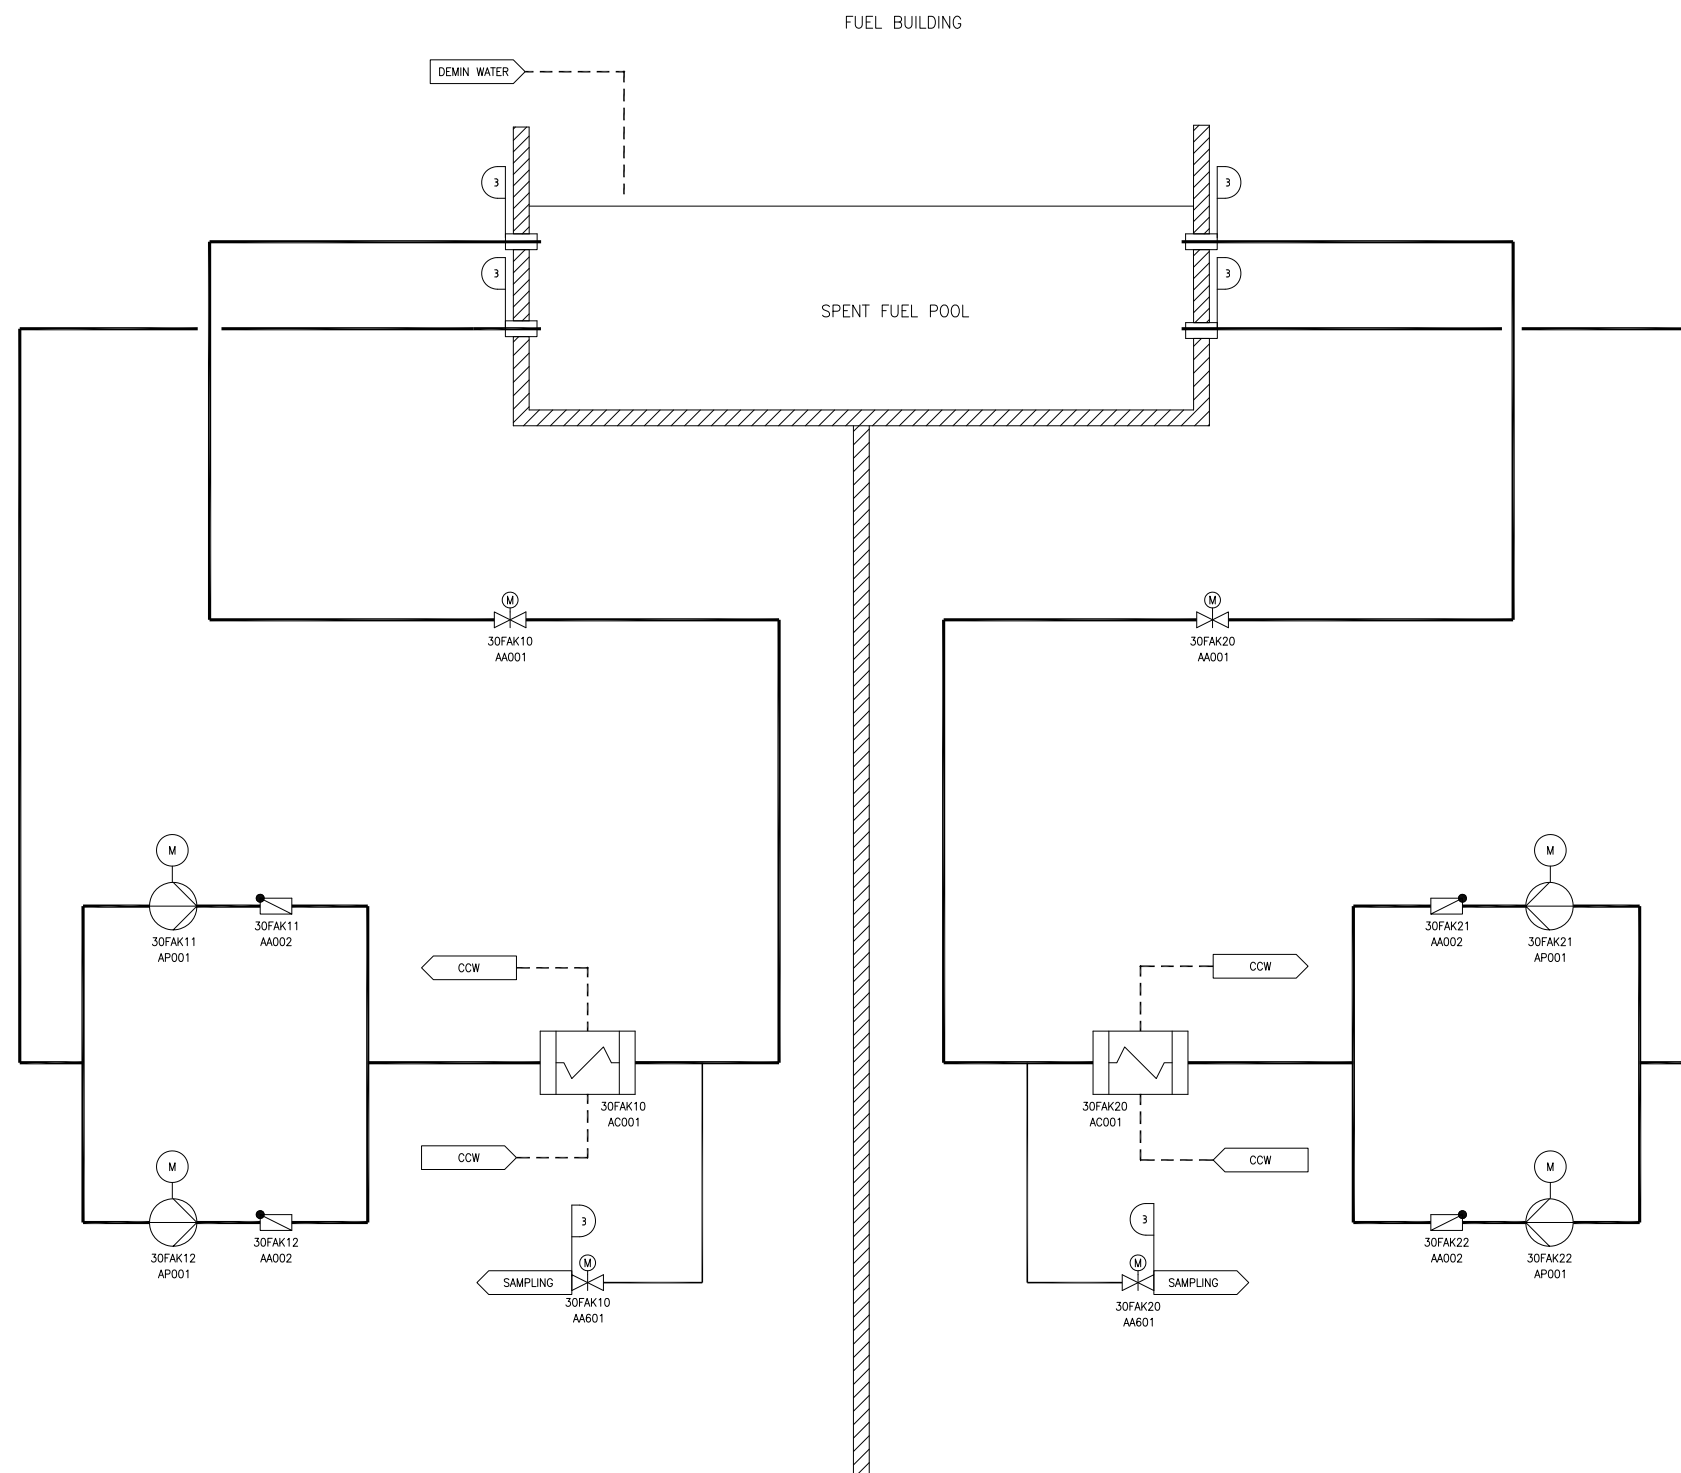 FUEL BUILDING
DEMIN WATER
3
3
3
3
SPENT FUEL POOL
M
30FAK10
AA001
M
30FAK20
AA001
M
30FAK11
AP001
30FAK11
AA002
30FAK21
AA002
M
30FAK21
AP001
CCW
CCW
30FAK10
AC001
30FAK20
AC001
CCW
CCW
M
30FAK12
AP001
30FAK12
AA002
3
M
SAMPLING
30FAK10
AA601
3
M
SAMPLING
30FAK20
AA601
30FAK22
AA002
M
30FAK22
AP001